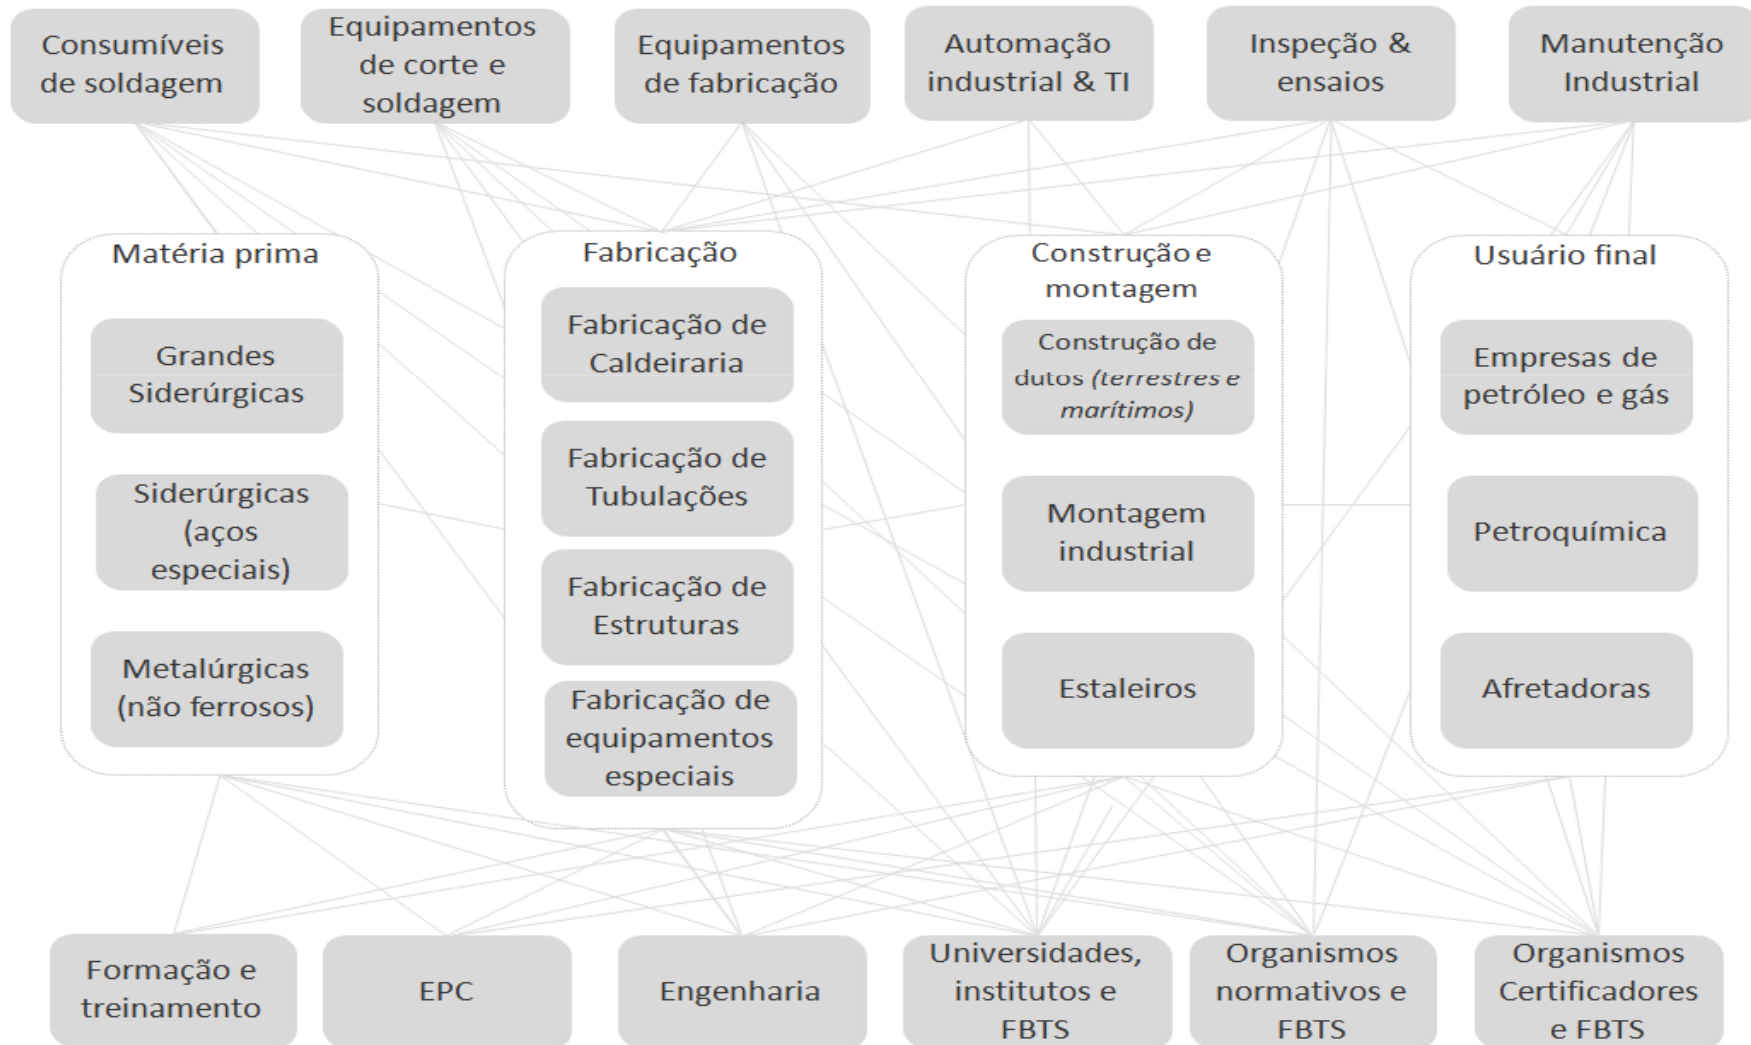 Consumíveis
de soldagem
Equipamentos
de corte e
soldagem
Equipamentos
de fabricação
Automação
industrial & TI
Inspeção &
ensaios
Manutenção
Industrial
Matéria prima
Grandes
Siderúrgicas
Siderúrgicas
(aços
especiais)
Metalúrgicas
(não ferrosos)
Fabricação
Fabricação de
Caldeiraria
Fabricação de
Tubulações
Fabricação de
Estruturas
Fabricação de
equipamentos
especiais
Construção e
montagem
Construção de
dutos (terrestres e
marítimos)
Montagem
industrial
Estaleiros
Usuário final
Empresas de
petróleo e gás
Petroquímica
Afretadoras
Formação e
treinamento
EPC
Engenharia
Universidades,
institutos e
FBTS
Organismos
normativos e
FBTS
Organismos
Certificadores
e FBTS